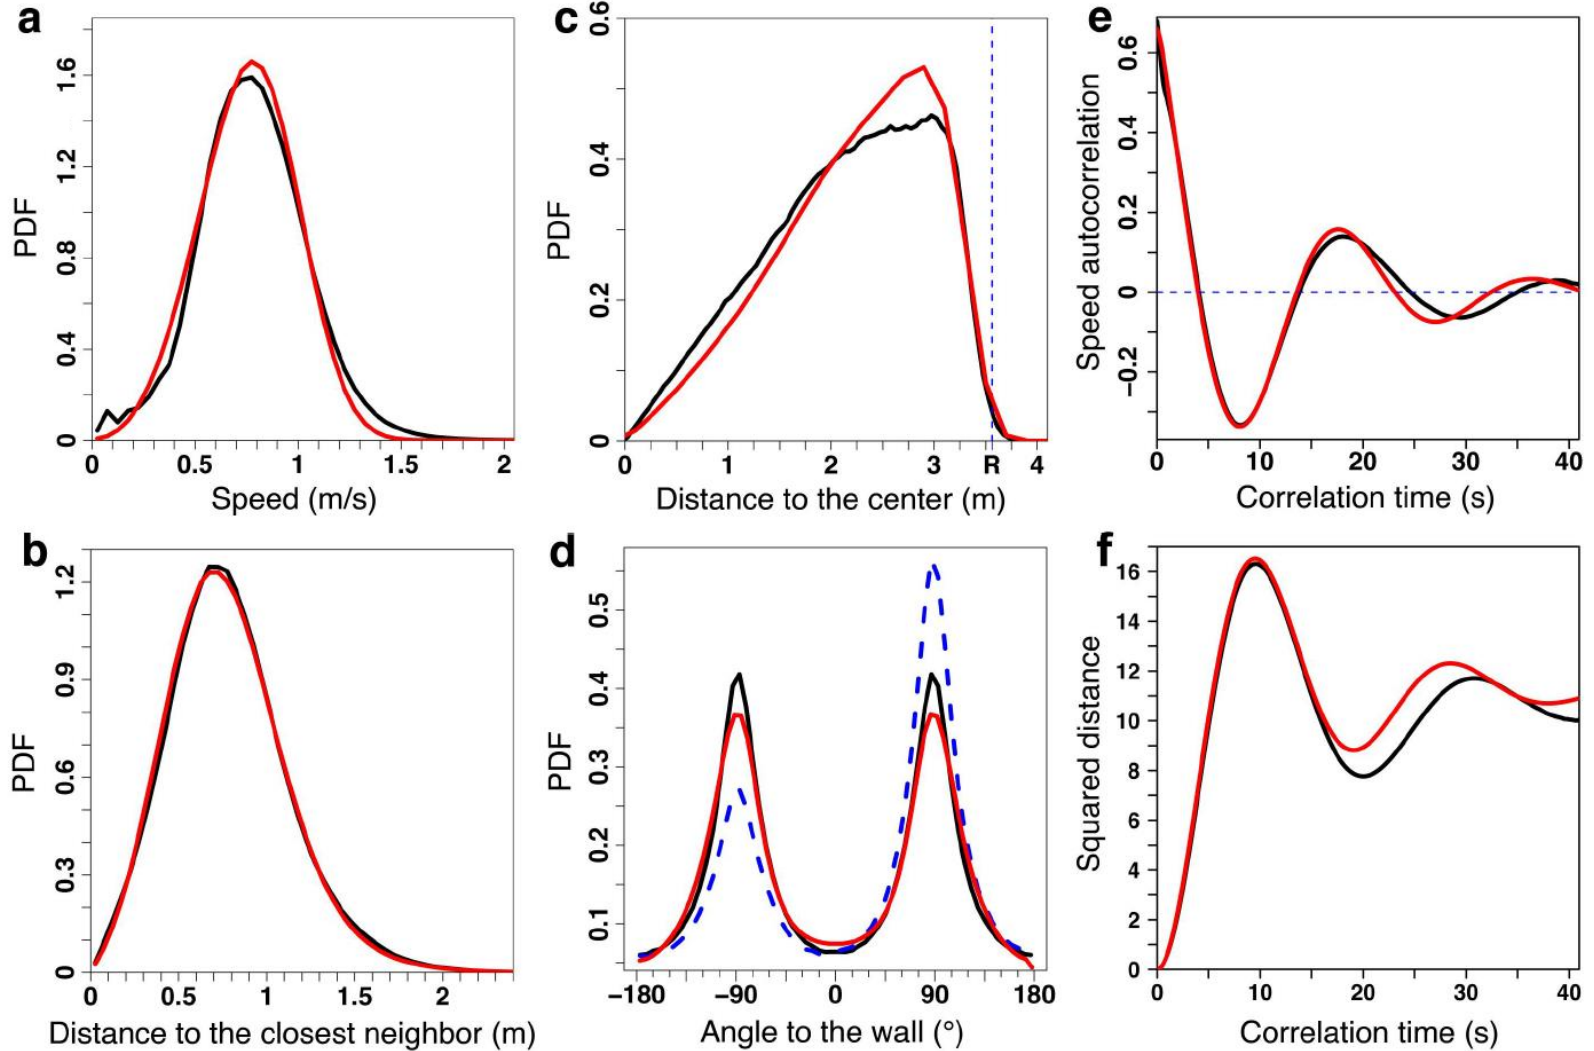 a
PDF
1.6
1.2
0.8
0.4
0
0 0.5 1 1.5 2
Speed (m/s)
b
PDF
1.2
0.9
0.6
0.3
0
0 0.5 1 1.5 2
Distance to the closest neighbor (m)
c
PDF
0.6
0.4
0.2
0
0 1 2 3 R 4
Distance to the center (m)
d
PDF
0.5
0.4
0.3
0.2
0.1
−180 −90 0 90 180
Angle to the wall (°)
e
Speed autocorrelation
0.6
0.4
0.2
0
−0.2
0 10 20 30 40
Correlation time (s)
f
Squared distance
16
14
12
10
8
6
4
2
0
0 10 20 30 40
Correlation time (s)